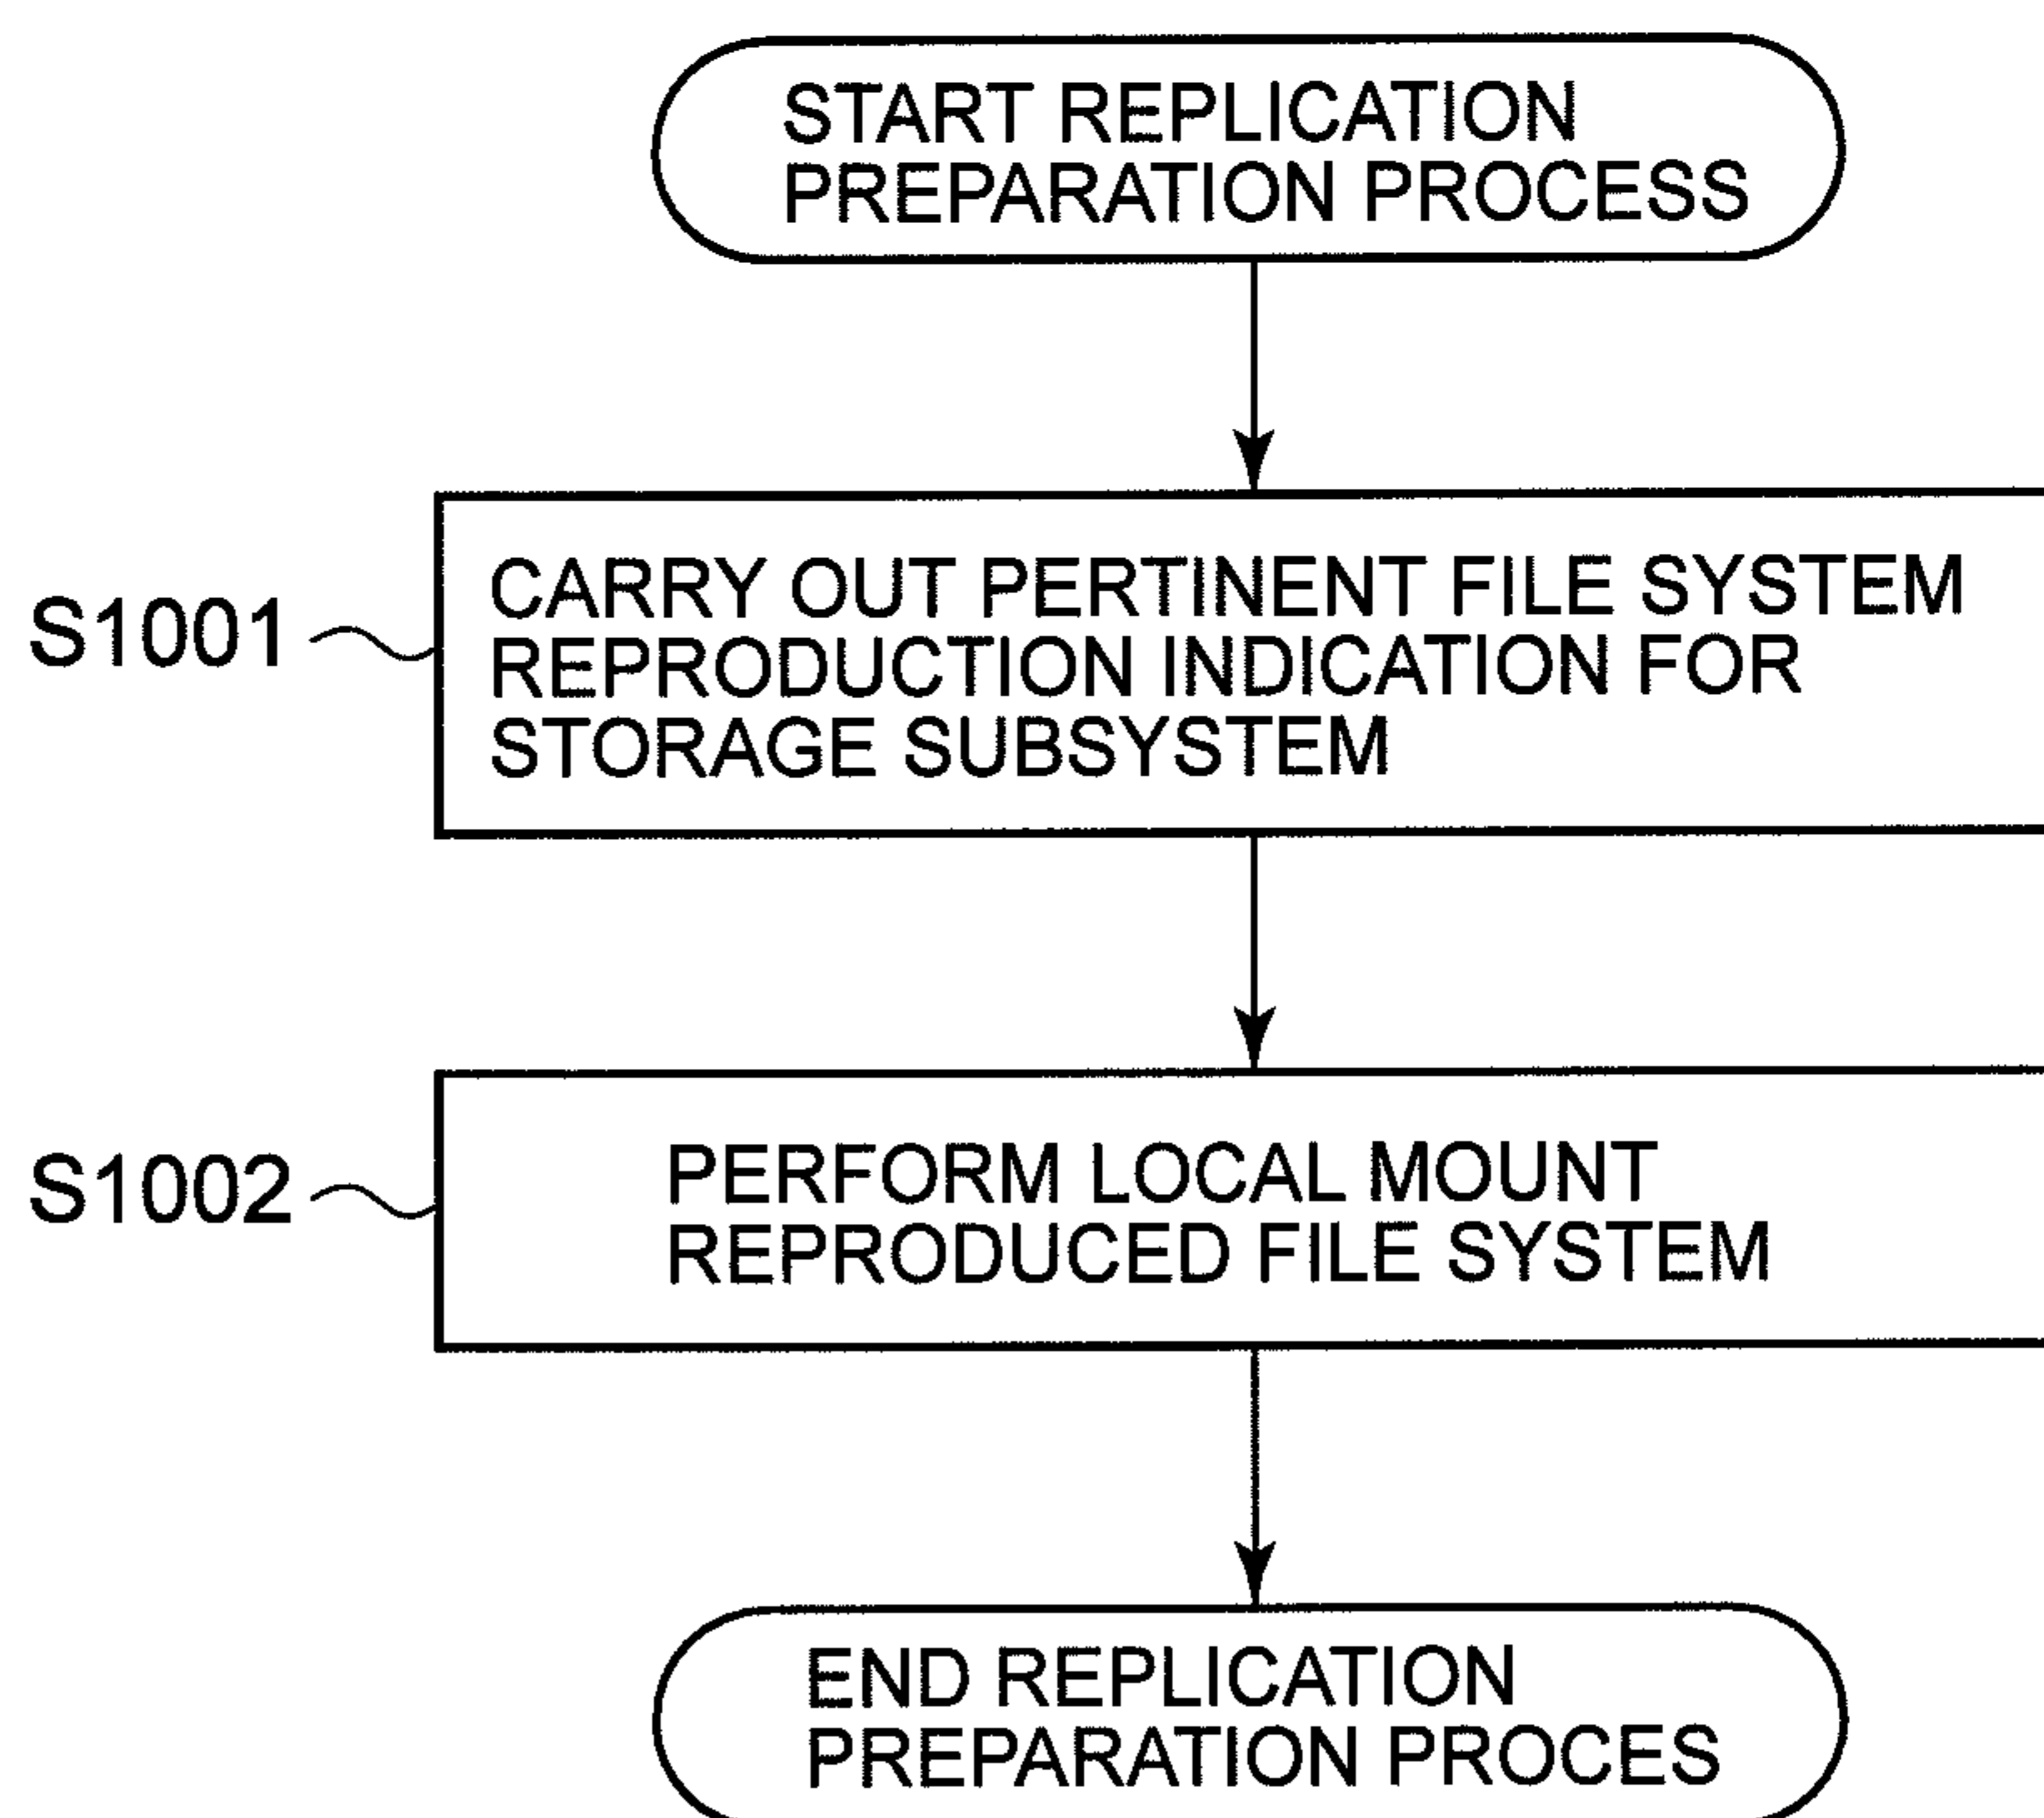 START REPLICATION
PREPARATION PROCESS
S1001
CARRY OUT PERTINENT FILE SYSTEM
REPRODUCTION INDICATION FOR
STORAGE SUBSYSTEM
S1002
PERFORM LOCAL MOUNT
REPRODUCED FILE SYSTEM
END REPLICATION
PREPARATION PROCES